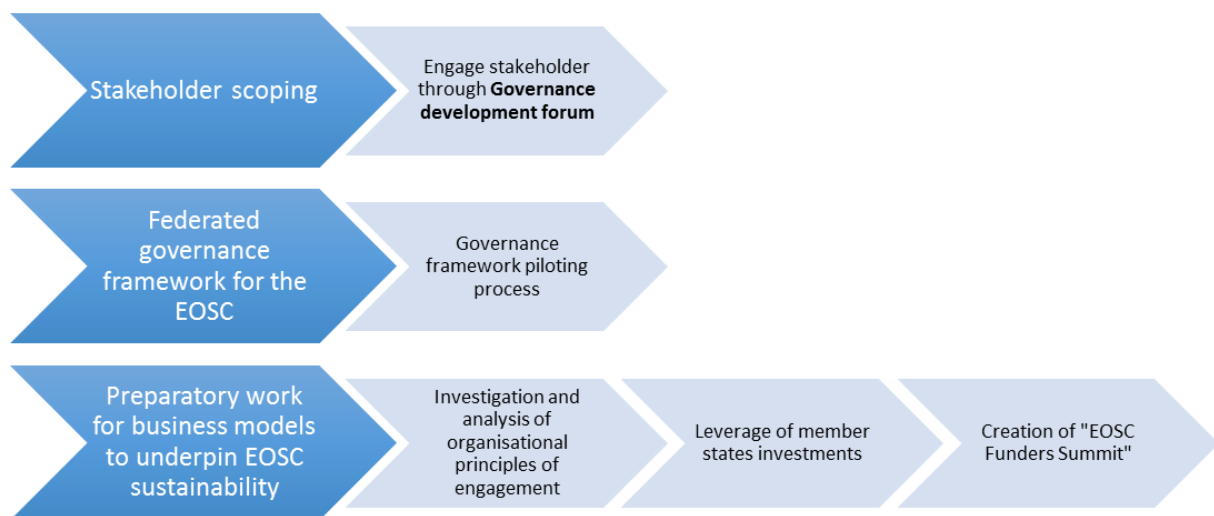 Stakeholder scoping
Engage stakeholder
through Governance
development forum
Federated
governance
framework for the
EOSC
Governance
framework piloting
process
Preparatory work
for business models
to underpin EOSC
sustainability
Investigation and
analysis of
organisational
principles of
engagement
Leverage of member
states investments
Creation of "EOSC
Funders Summit"